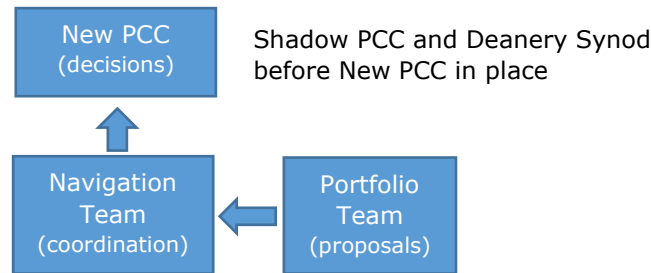 New PCC
(decisions)
Shadow PCC and Deanery Synod
before New PCC in place
Navigation
Team
(coordination)
Portfolio
Team
(proposals)